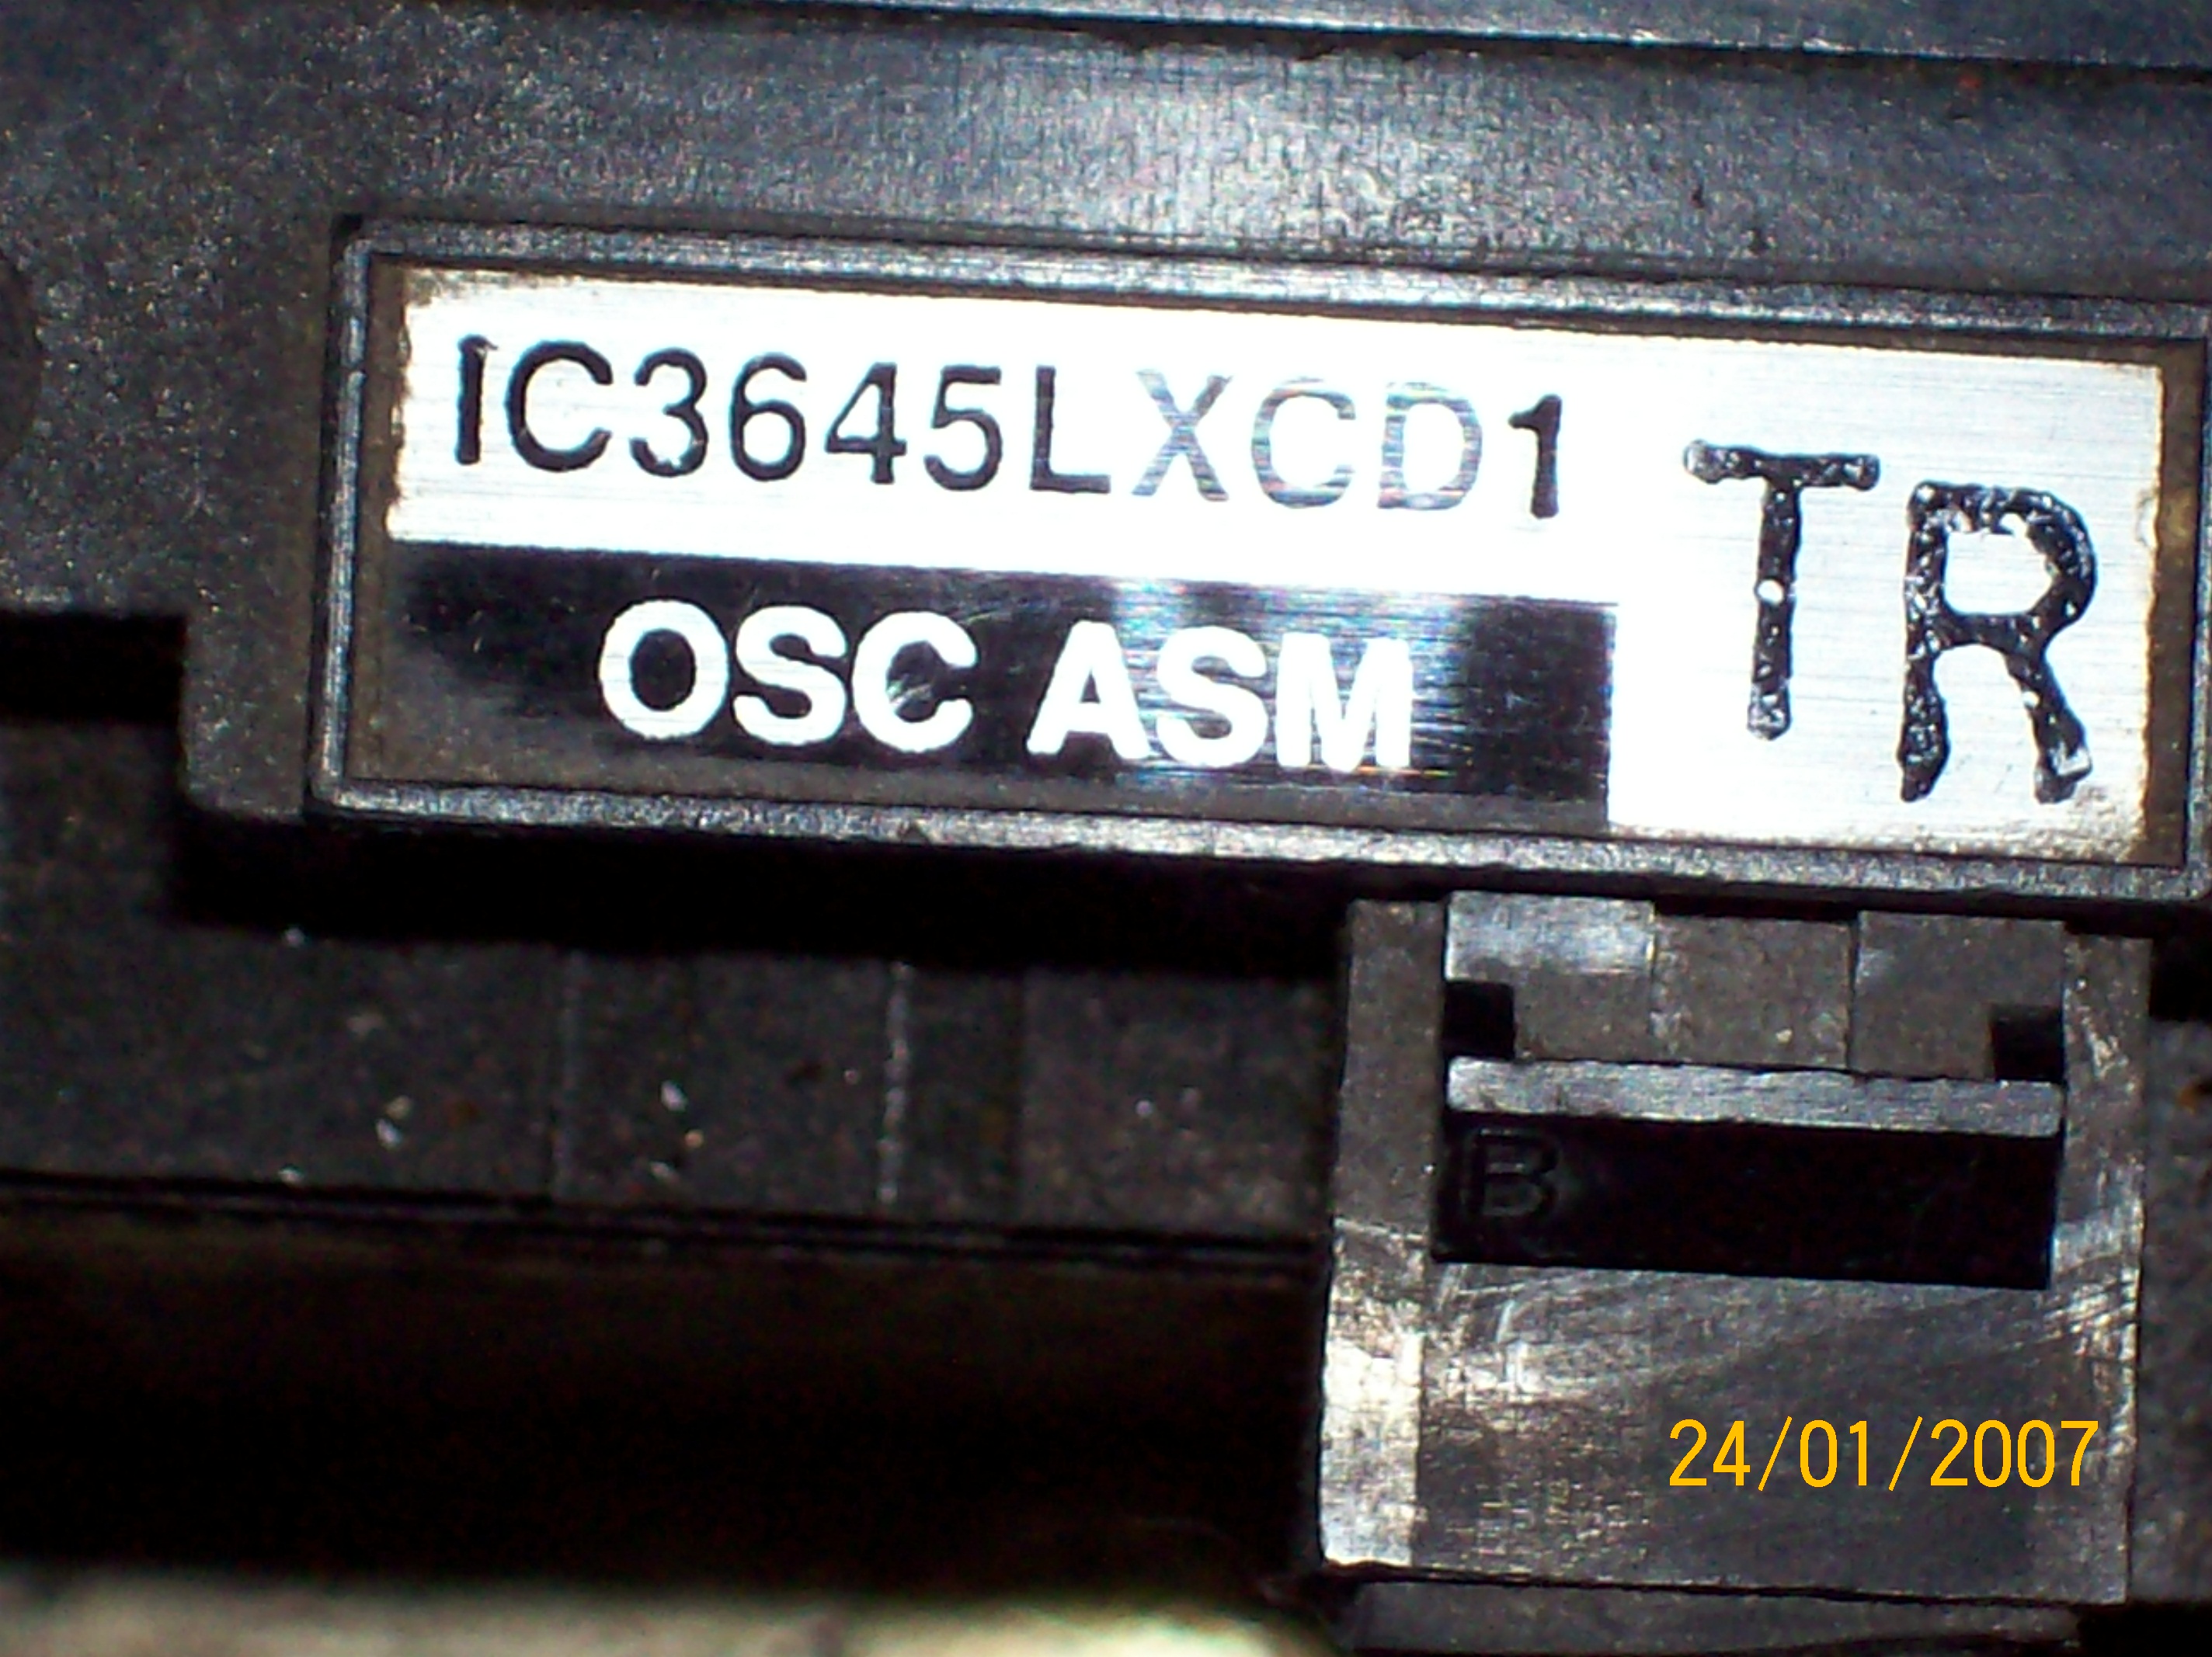 IC3645LXCD1
TR
OSC ASM
B
24/01/2007